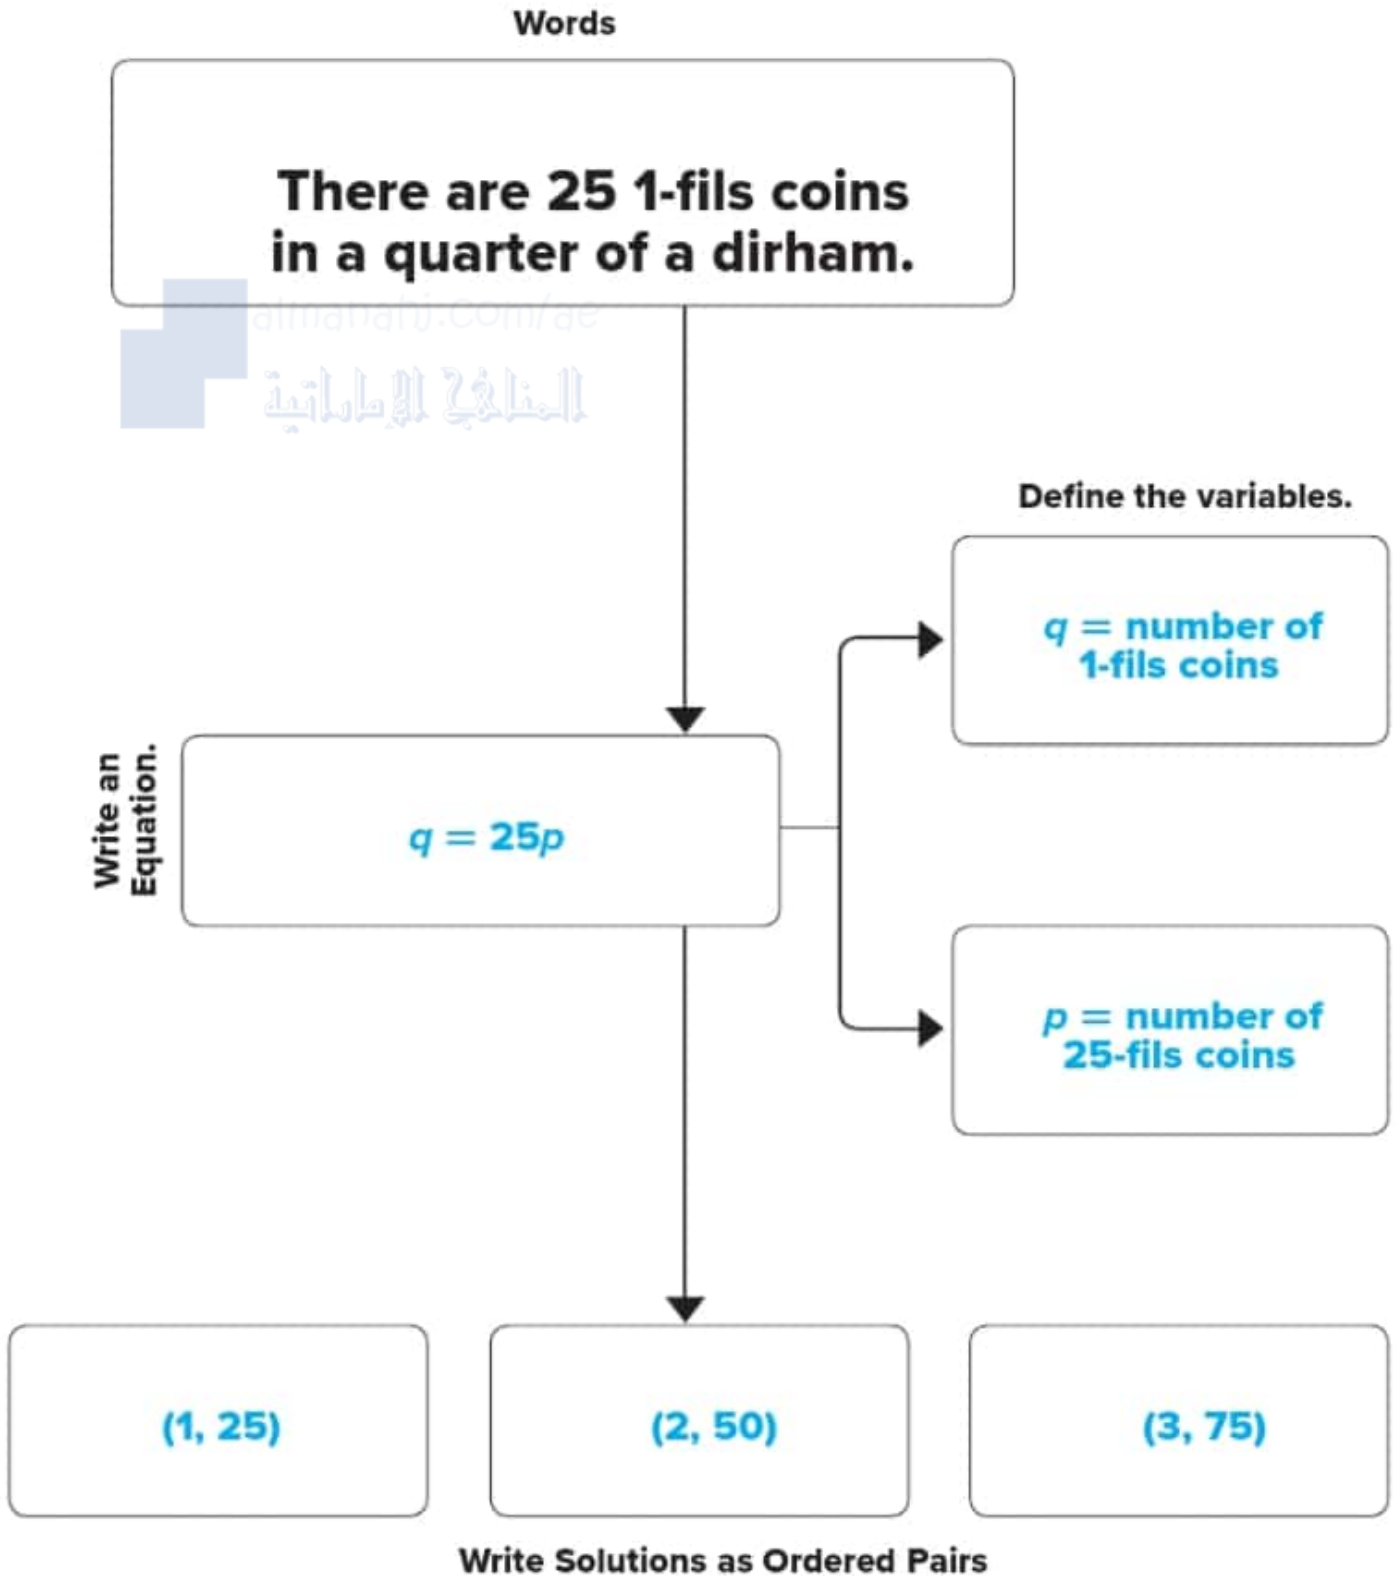 Words
There are 25 1-fils coins
in a quarter of a dirham.
almanahj.com/ae
المناهج الإماراتية
Define the variables.
q = number of
1-fils coins
Write an
Equation.
q = 25p
p = number of
25-fils coins
(1, 25)
(2, 50)
(3, 75)
Write Solutions as Ordered Pairs